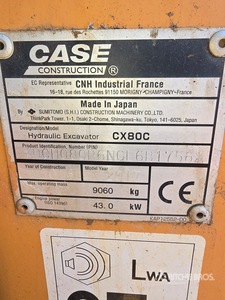 CASE
CONSTRUCTION ®
EC Representative CNH Industrial France
16-18, rue des Rochettes 91150 MORIGNY-CHAMPIGNY-FRANCE
Made In Japan
By SUMITOMO (S.H.I.) CONSTRUCTION MACHINERY CO., LTD.
ThinkPark Tower, 1-1, Osaki 2-Chome, Shinagawa-ku, Tokyo, 141-6025, Japan
Designation/Model
Hydraulic Excavator CX80C
Product Identification Number (PIN)
Year of Construction
Max. operating mass 9060 kg
Engine power (ISO 14396) 43.0 kW
CE
LWA